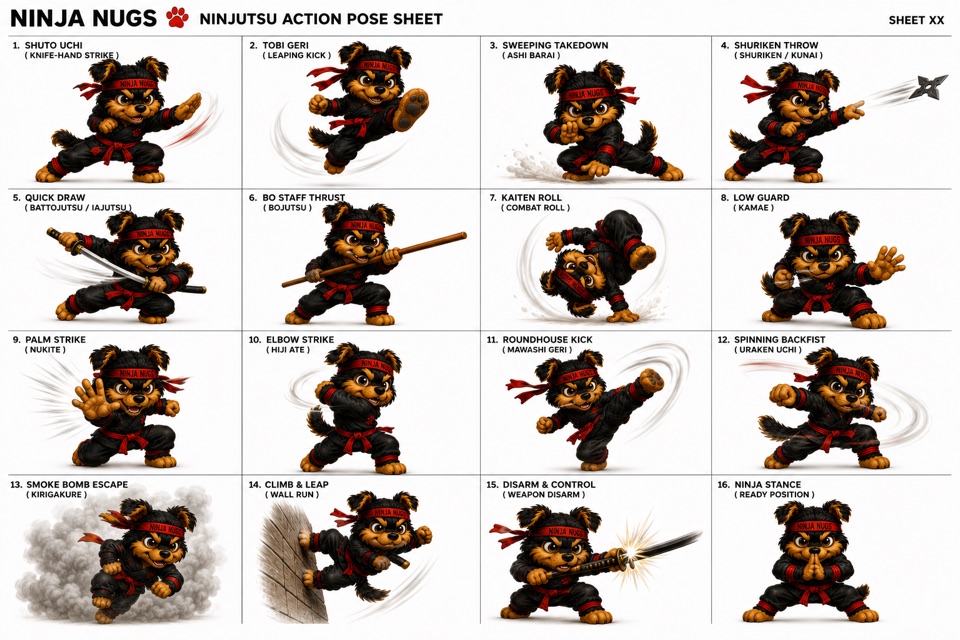 NINJA NUGS NINJUTSU ACTION POSE SHEET
SHEET XX
1. SHUTO UCHI
( KNIFE-HAND STRIKE )
NINJA NUGS
2. TOBI GERI
( LEAPING KICK )
NINJA NUGS
3. SWEEPING TAKEDOWN
( ASHI BARAI )
NINJA NUGS
4. SHURIKEN THROW
( SHURIKEN / KUNAI )
NINJA NUGS
5. QUICK DRAW
( BATTOJUTSU / IAJUTSU )
NINJA NUGS
6. BO STAFF THRUST
( BOJUTSU )
NINJA NUGS
7. KAITEN ROLL
( COMBAT ROLL )
8. LOW GUARD
( KAMAE )
NINJA NUGS
9. PALM STRIKE
( NUKITE )
NINJA NUGS
10. ELBOW STRIKE
( HIJI ATE )
NINJA NUGS
11. ROUNDHOUSE KICK
( MAWASHI GERI )
NINJA NUGS
12. SPINNING BACKFIST
( URAKEN UCHI )
NINJA NUGS
13. SMOKE BOMB ESCAPE
( KIRIGAKURE )
NINJA NUGS
14. CLIMB & LEAP
( WALL RUN )
NINJA NUGS
15. DISARM & CONTROL
( WEAPON DISARM )
NINJA NUGS
16. NINJA STANCE
( READY POSITION )
NINJA NUGS